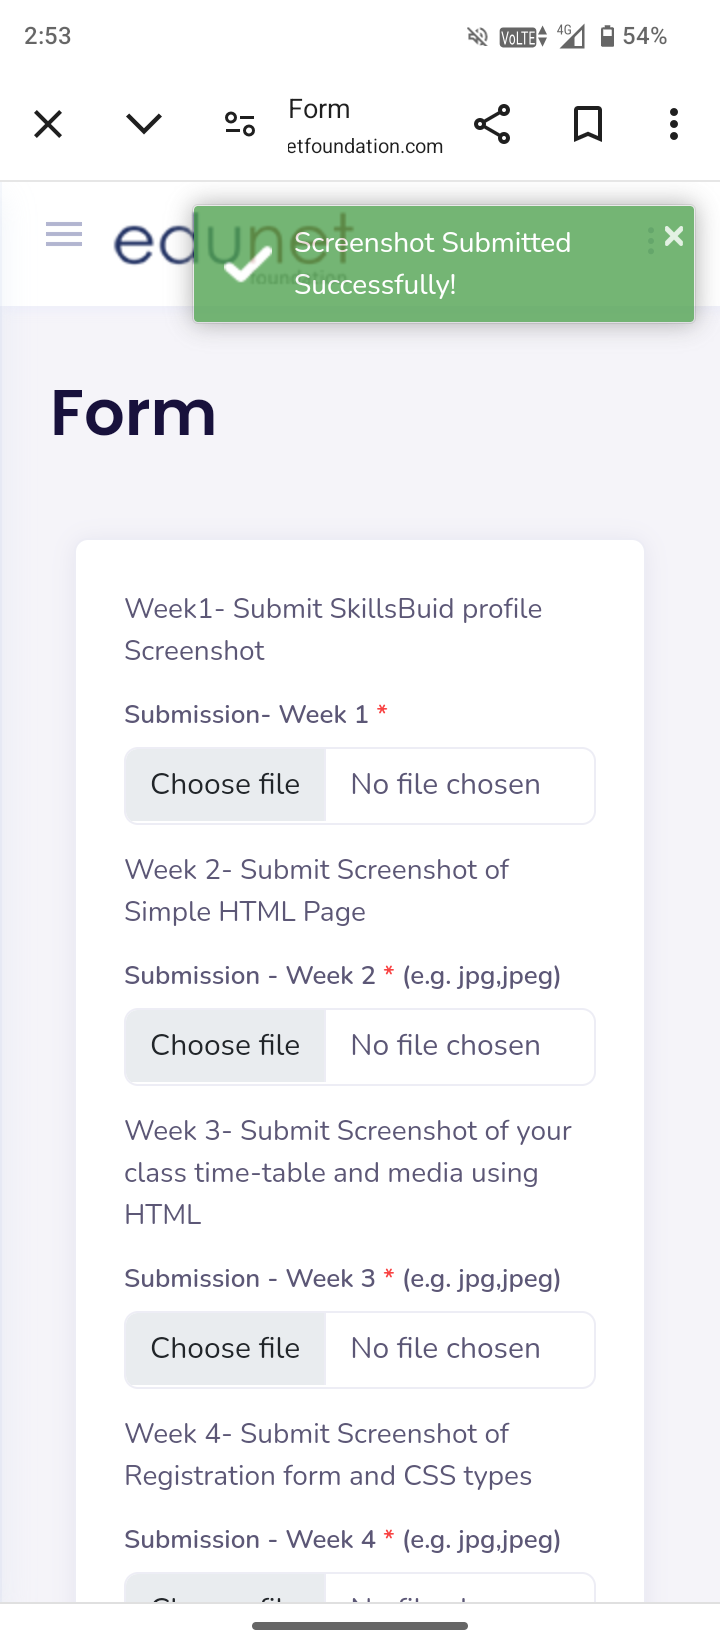 2:53
VoLTE 4G 54%
Form
etfoundation.com
edunet
foundation
Screenshot Submitted
Successfully!
Form
Week1- Submit SkillsBuid profile
Screenshot
Submission- Week 1 *
Choose file No file chosen
Week 2- Submit Screenshot of
Simple HTML Page
Submission - Week 2 * (e.g. jpg,jpeg)
Choose file No file chosen
Week 3- Submit Screenshot of your
class time-table and media using
HTML
Submission - Week 3 * (e.g. jpg,jpeg)
Choose file No file chosen
Week 4- Submit Screenshot of
Registration form and CSS types
Submission - Week 4 * (e.g. jpg,jpeg)